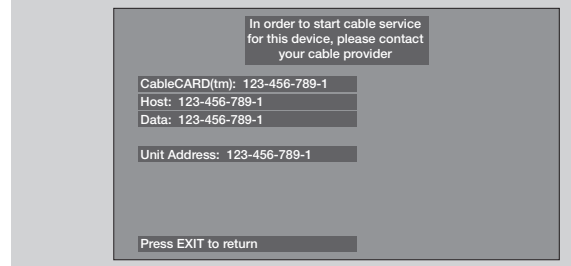 In order to start cable service
for this device, please contact
your cable provider
CableCARD(tm): 123-456-789-1
Host: 123-456-789-1
Data: 123-456-789-1
Unit Address: 123-456-789-1
Press EXIT to return